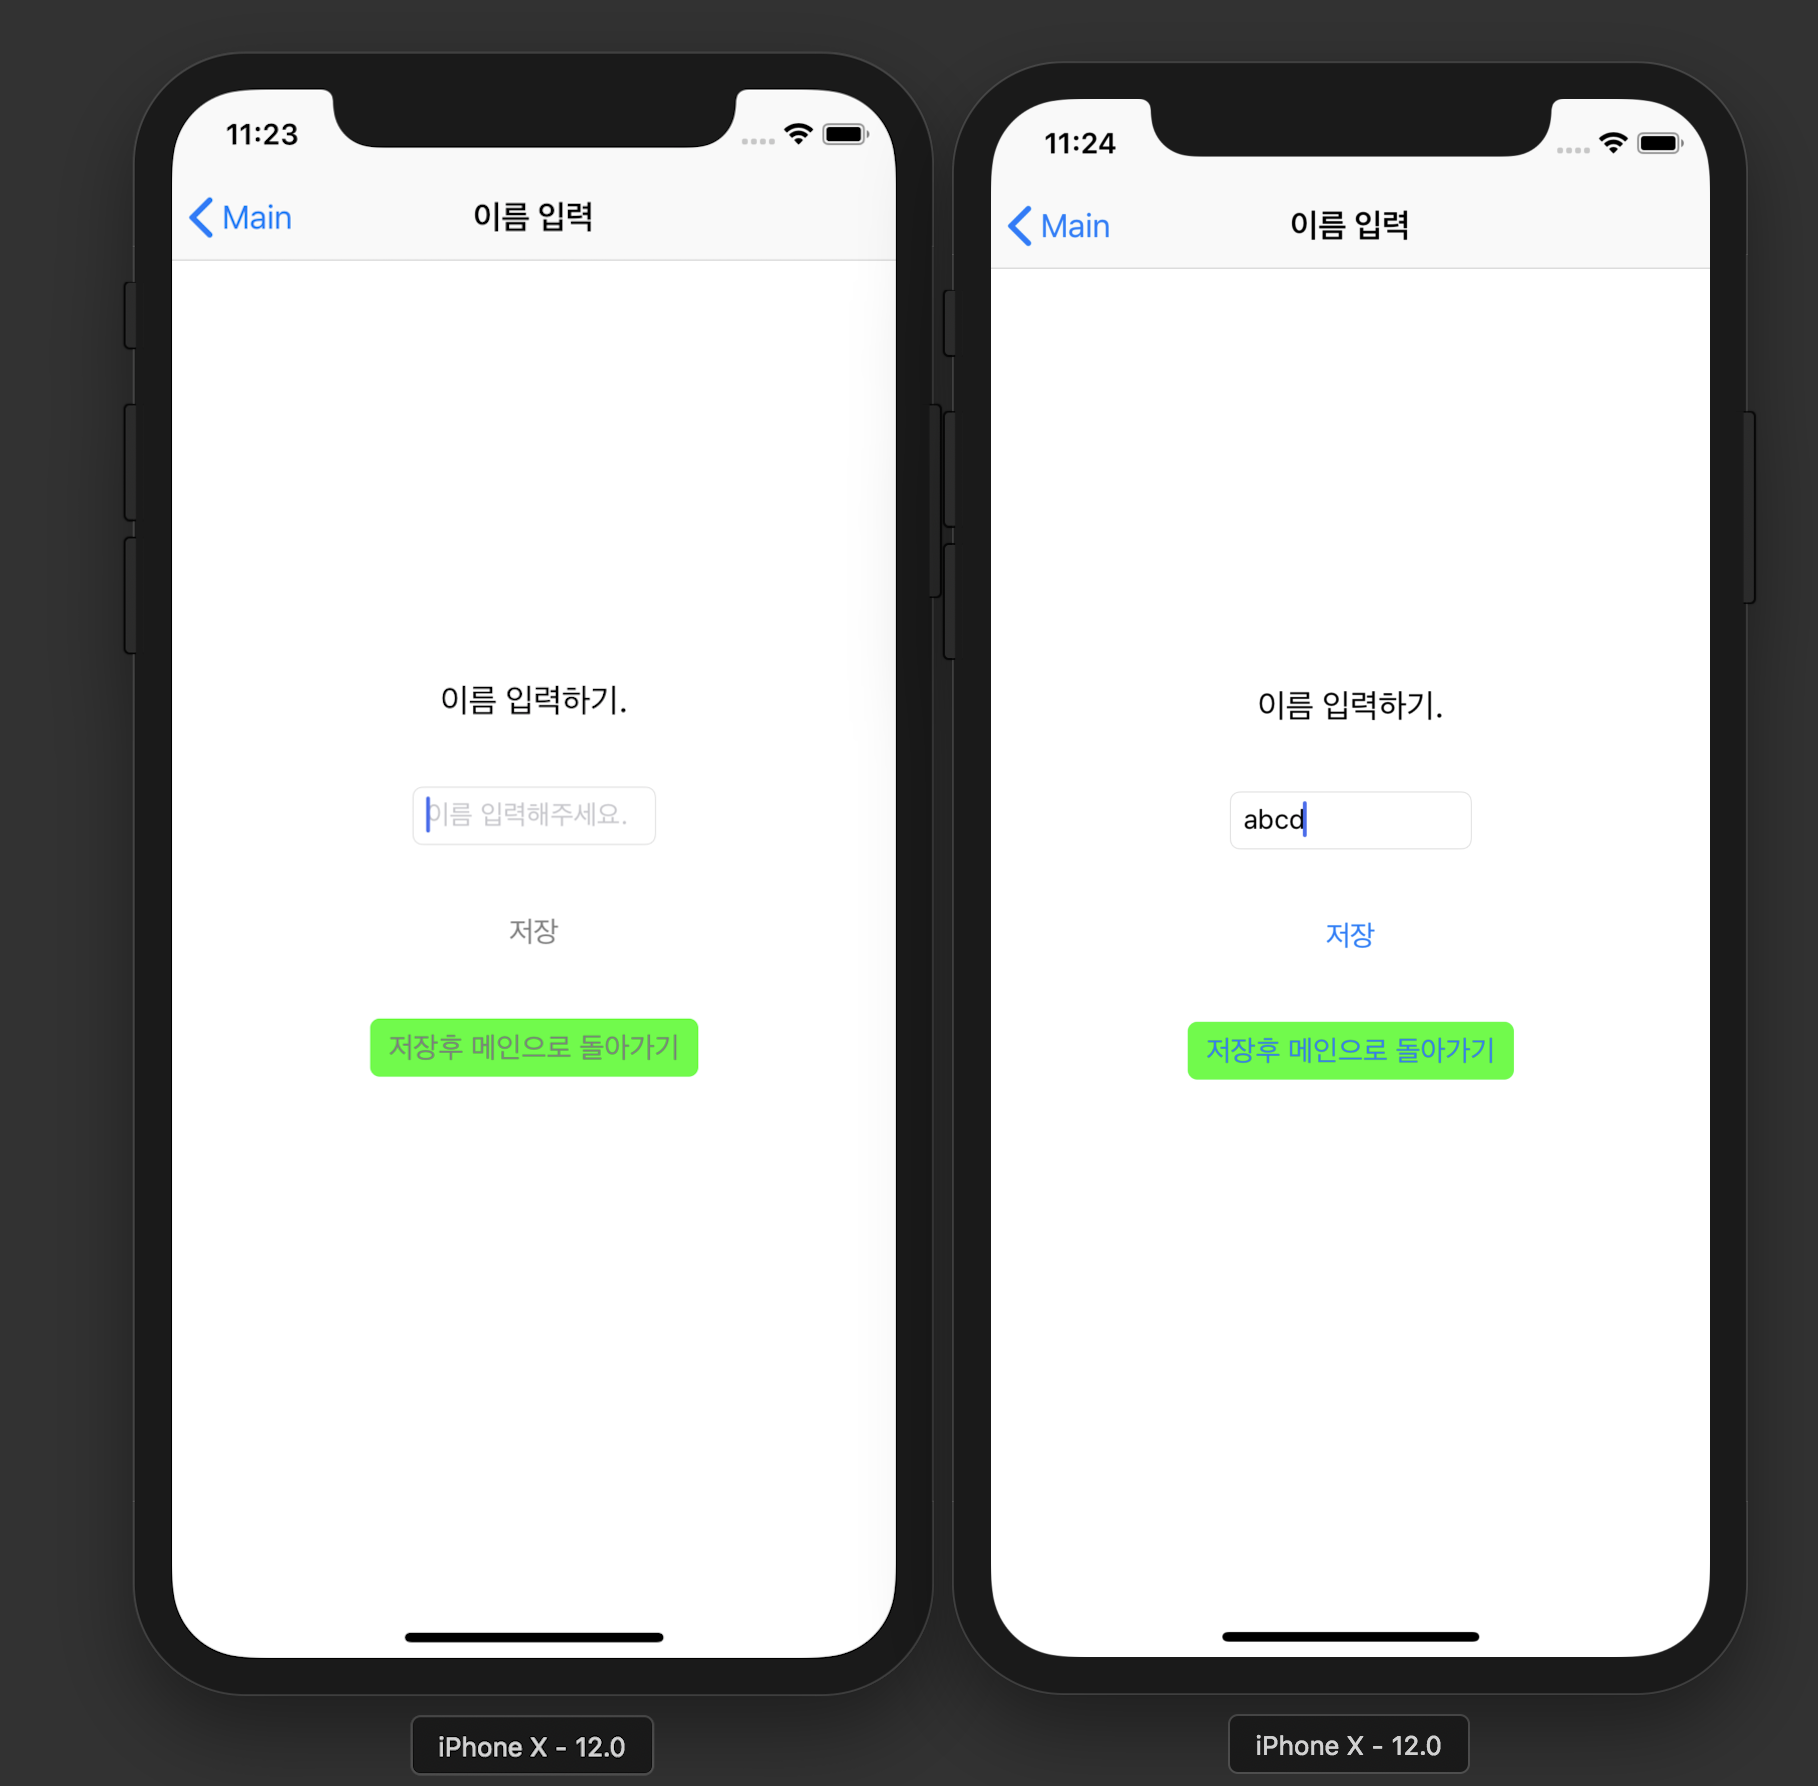 11:23
Main
이름 입력
이름 입력하기.
이름 입력해주세요.
저장
저장후 메인으로 돌아가기
iPhone X - 12.0
11:24
Main
이름 입력
이름 입력하기.
abcd
저장
저장후 메인으로 돌아가기
iPhone X - 12.0